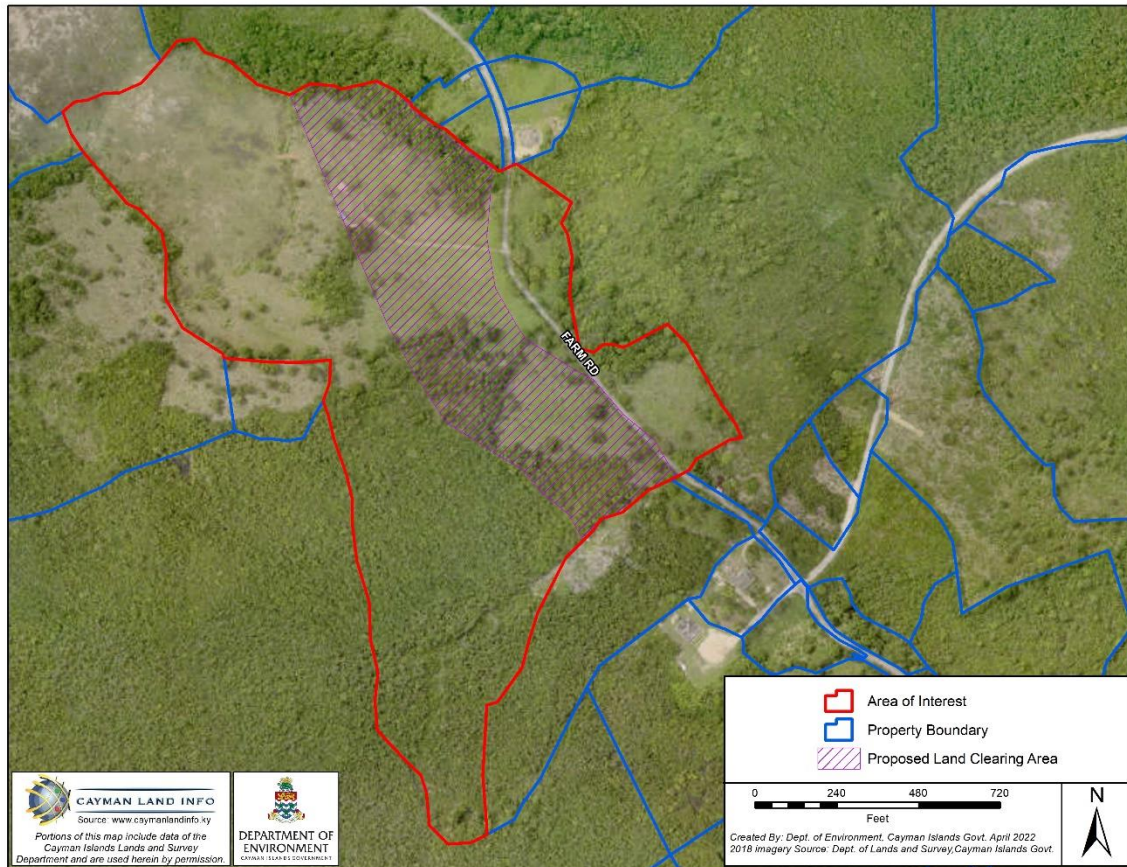 FARM RD
Area of Interest
Property Boundary
Proposed Land Clearing Area
0 240 480 720
Feet
N
Created By: Dept. of Environment, Cayman Islands Govt. April 2022
2018 imagery Source: Dept. of Lands and Survey,Cayman Islands Govt.
CAYMAN LAND INFO
Source: www.caymanlandinfo.ky
Portions of this map include data of the
Cayman Islands Lands and Survey
Department and are used herein by permission.
DEPARTMENT OF
ENVIRONMENT
CAYMAN ISLANDS GOVERNMENT